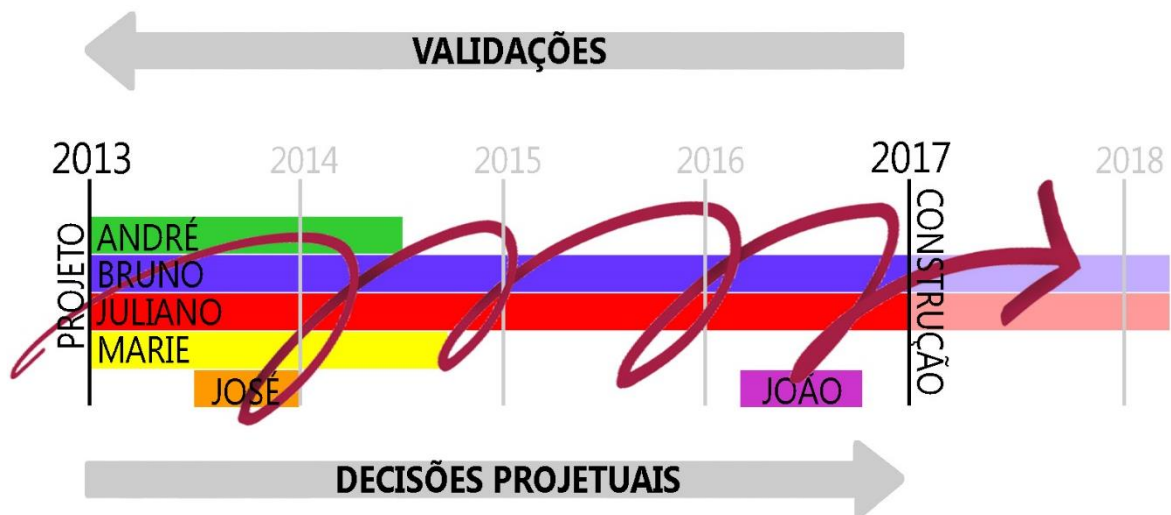 VALIDAÇÕES
2013 2014 2015 2016 2017 2018
PROJETO
ANDRÉ
BRUNO
JULIANO
MARIE
JOSÉ
JOÃO
CONSTRUÇÃO
DECISÕES PROJETUAIS